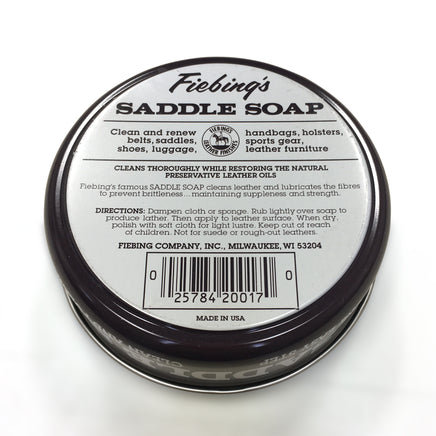 Fiebing's
SADDLE SOAP
Clean and renew
belts, saddles,
shoes, luggage,
FIEBING'S
LEATHER FINISHES
handbags, holsters,
sports gear,
leather furniture
CLEANS THOROUGHLY WHILE RESTORING THE NATURAL
PRESERVATIVE LEATHER OILS
Fiebing's famous SADDLE SOAP cleans leather and lubricates the fibres
to prevent brittleness... maintaining suppleness and strength.
DIRECTIONS: Dampen cloth or sponge. Rub lightly over soap to
produce lather. Then apply to leather surface. When dry,
polish with soft cloth for light lustre. Keep out of reach
of children. Not for suede or rough-out leathers.
FIEBING COMPANY, INC., MILWAUKEE, WI 53204
0 25784 20017 0
MADE IN USA